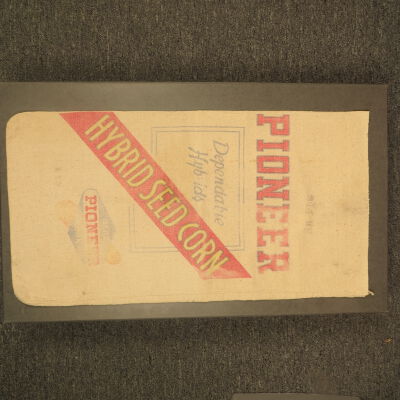 PIONEER
Dependable
Hybrids
HYBRID SEED CORN
PIONEER